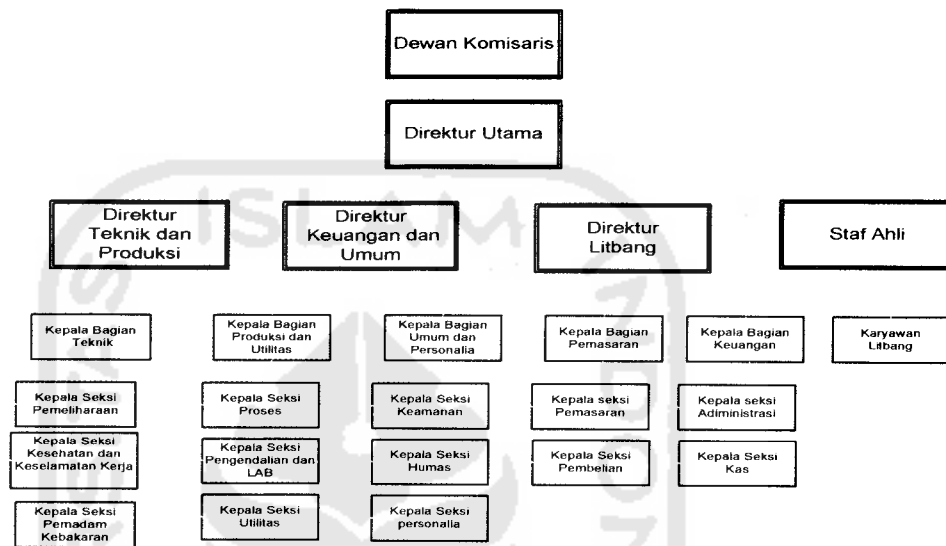 Dewan Komisaris
Direktur Utama
Direktur
Teknik dan
Produksi
Direktur
Keuangan dan
Umum
Direktur
Litbang
Staf Ahli
Kepala Bagian
Teknik
Kepala Bagian
Produksi dan
Utilitas
Kepala Bagian
Umum dan
Personalia
Kepala Bagian
Pemasaran
Kepala Bagian
Keuangan
Karyawan
Litbang
Kepala Seksi
Pemeliharaan
Kepala Seksi
Proses
Kepala Seksi
Keamanan
Kepala seksi
Pemasaran
Kepala seksi
Adiministrasi
Kepala Seksi
Kesehatan dan
Keselamatan Kerja
Kepala Seksi
Pengendalian dan
LAB
Kepala Seksi
Humas
Kepala Seksi
Pembelian
Kepala Seksi
Kas
Kepala Seksi
Pemadam
Kebakaran
Kepala Seksi
Utilitas
Kepala Seksi
personalia
ISLAM